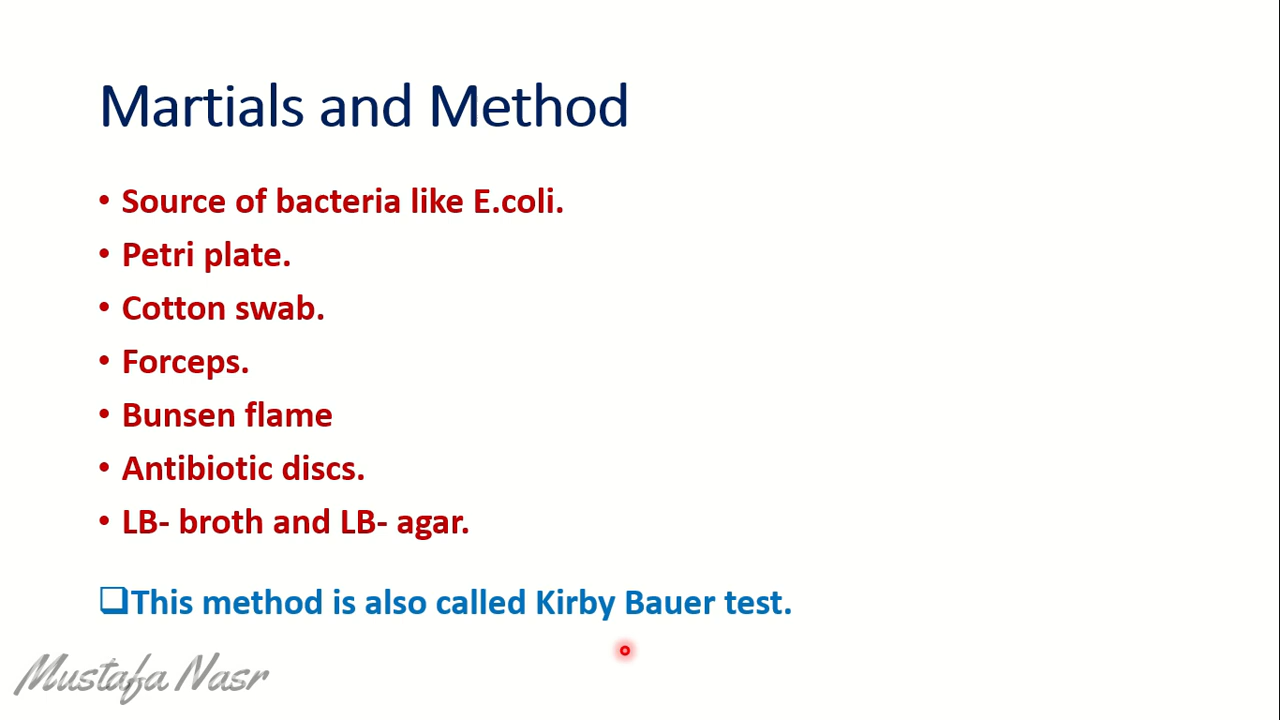 Martials and Method
• Source of bacteria like E.coli.
• Petri plate.
• Cotton swab.
• Forceps.
• Bunsen flame
• Antibiotic discs.
• LB- broth and LB- agar.
❑This method is also called Kirby Bauer test.
Mustafa Nasr